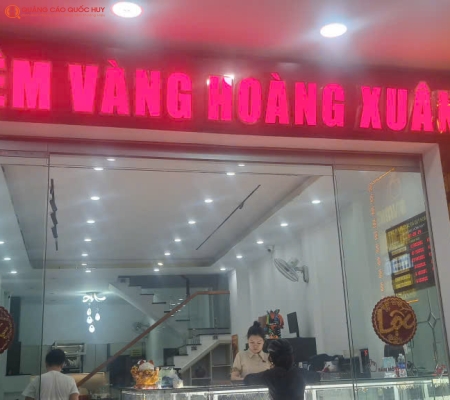 QUẢNG CÁO QUỐC HUY
ỆM VÀNG HOÀNG XUÂN
Lộc